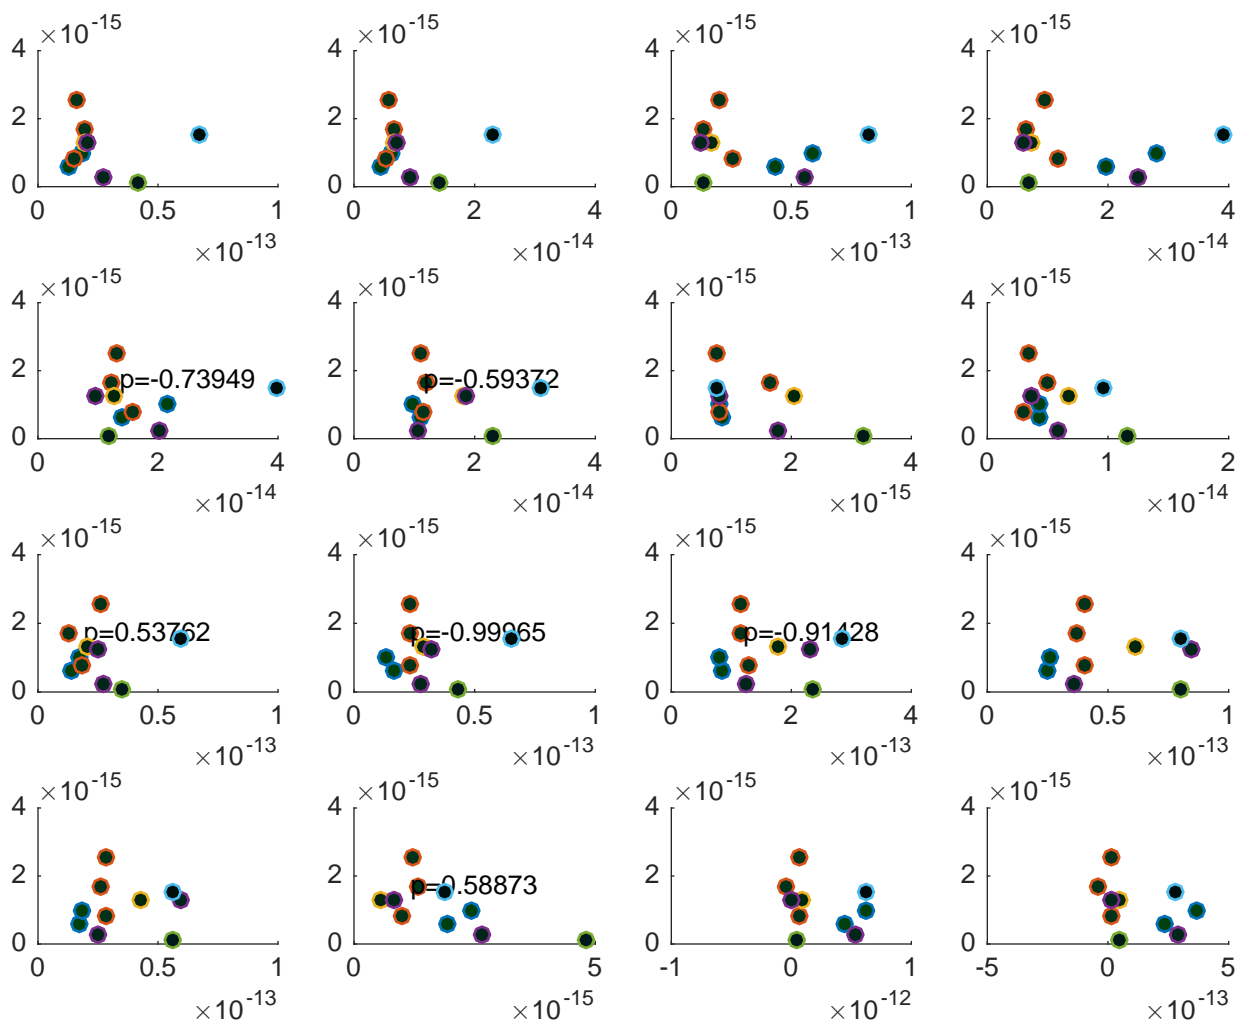 ×10-15 ×10-15 ×10-15 ×10-15
4 4 4 4
2 2 2 2
0 0 0 0
0 0.5 1 0 2 4 0 0.5 1 0 2 4
×10-13 ×10-14 ×10-13 ×10-14
×10-15 ×10-15 ×10-15 ×10-15
4 4 4 4
p=-0.73949 p=-0.59372
2 2 2 2
0 0 0 0
0 2 4 0 2 4 0 2 4 0 1 2
×10-14 ×10-14 ×10-15 ×10-14
×10-15 ×10-15 ×10-15 ×10-15
4 4 4 4
2 2 2 2
p=0.53762 p=-0.99965 p=-0.91428
0 0 0 0
0 0.5 1 0 0.5 1 0 2 4 0 0.5 1
×10-13 ×10-13 ×10-13 ×10-13
×10-15 ×10-15 ×10-15 ×10-15
4 4 4 4
2 2 2 2
p=0.58873
0 0 0 0
0 0.5 1 0 5 -1 0 1 -5 0 5
×10-13 ×10-15 ×10-12 ×10-13